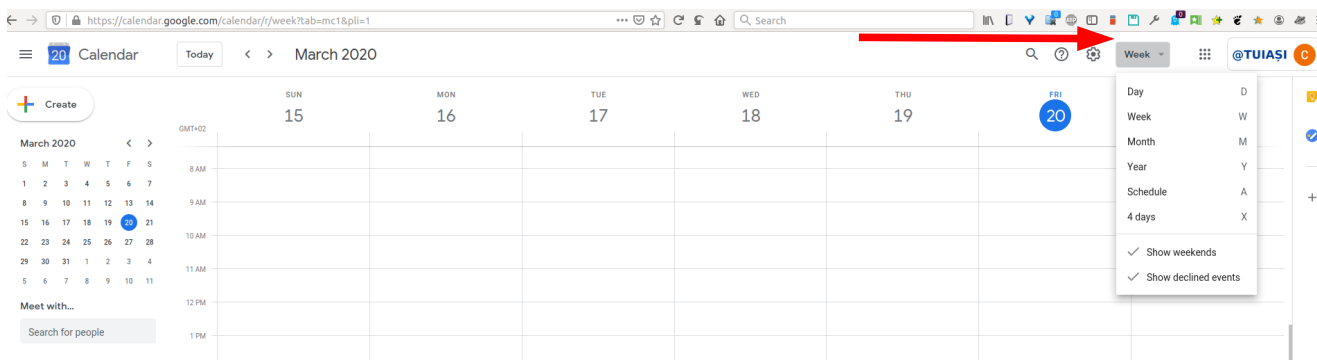 https://calendar.google.com/calendar/r/week?tab=mc1&pli=1
Search
20 Calendar
Today
March 2020
Week
@TUIAȘI
C
Create
SUN MON TUE WED THU FRI
15 16 17 18 19 20
GMT+02
March 2020
S M T W T F S
1 2 3 4 5 6 7
8 9 10 11 12 13 14
15 16 17 18 19 20 21
22 23 24 25 26 27 28
29 30 31 1 2 3 4
5 6 7 8 9 10 11
Meet with...
Search for people
8 AM
9 AM
10 AM
11 AM
12 PM
1 PM
Day D
Week W
Month M
Year Y
Schedule A
4 days X
Show weekends
Show declined events